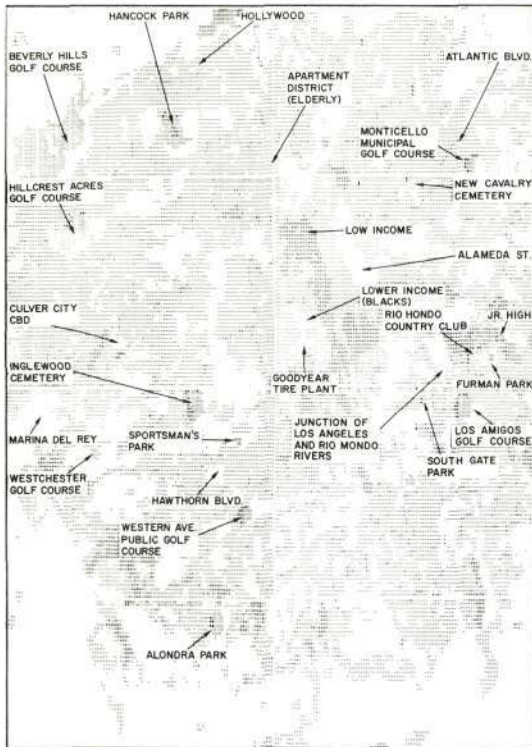 HANCOCK PARK
HOLLYWOOD
BEVERLY HILLS
GOLF COURSE
ATLANTIC BLVD.
APARTMENT
DISTRICT
(ELDERLY)
MONTICELLO
MUNICIPAL
GOLF COURSE
NEW CAVALRY
CEMETERY
HILLCREST ACRES
GOLF COURSE
LOW INCOME
ALAMEDA ST.
LOWER INCOME
(BLACKS)
RIO HONDO
COUNTRY CLUB
JR. HIGH
CULVER CITY
CBD
INGLEWOOD
CEMETERY
GOODYEAR
TIRE PLANT
FURMAN PARK
MARINA DEL REY
SPORTSMAN'S
PARK
JUNCTION OF
LOS ANGELES
AND RIO MONDO
RIVERS
LOS AMIGOS
GOLF COURSE
SOUTH GATE
PARK
WESTCHESTER
GOLF COURSE
HAWTHORN BLVD.
WESTERN AVE
PUBLIC GOLF
COURSE
ALONDRA PARK